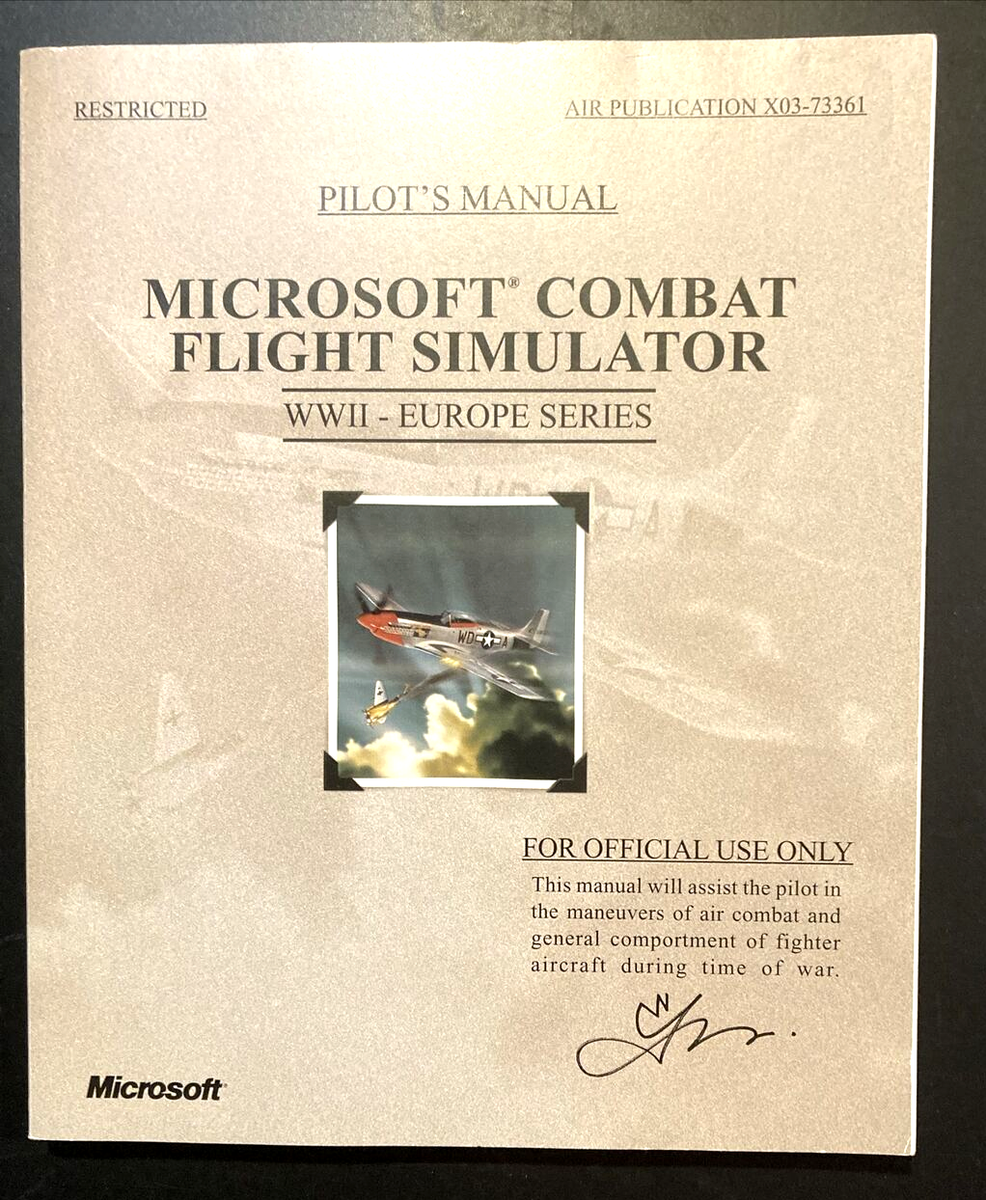 RESTRICTED
AIR PUBLICATION X03-73361
PILOT'S MANUAL
MICROSOFT® COMBAT
FLIGHT SIMULATOR
WWII - EUROPE SERIES
WD A
FOR OFFICIAL USE ONLY
This manual will assist the pilot in
the maneuvers of air combat and
general comportment of fighter
aircraft during time of war.
Microsoft